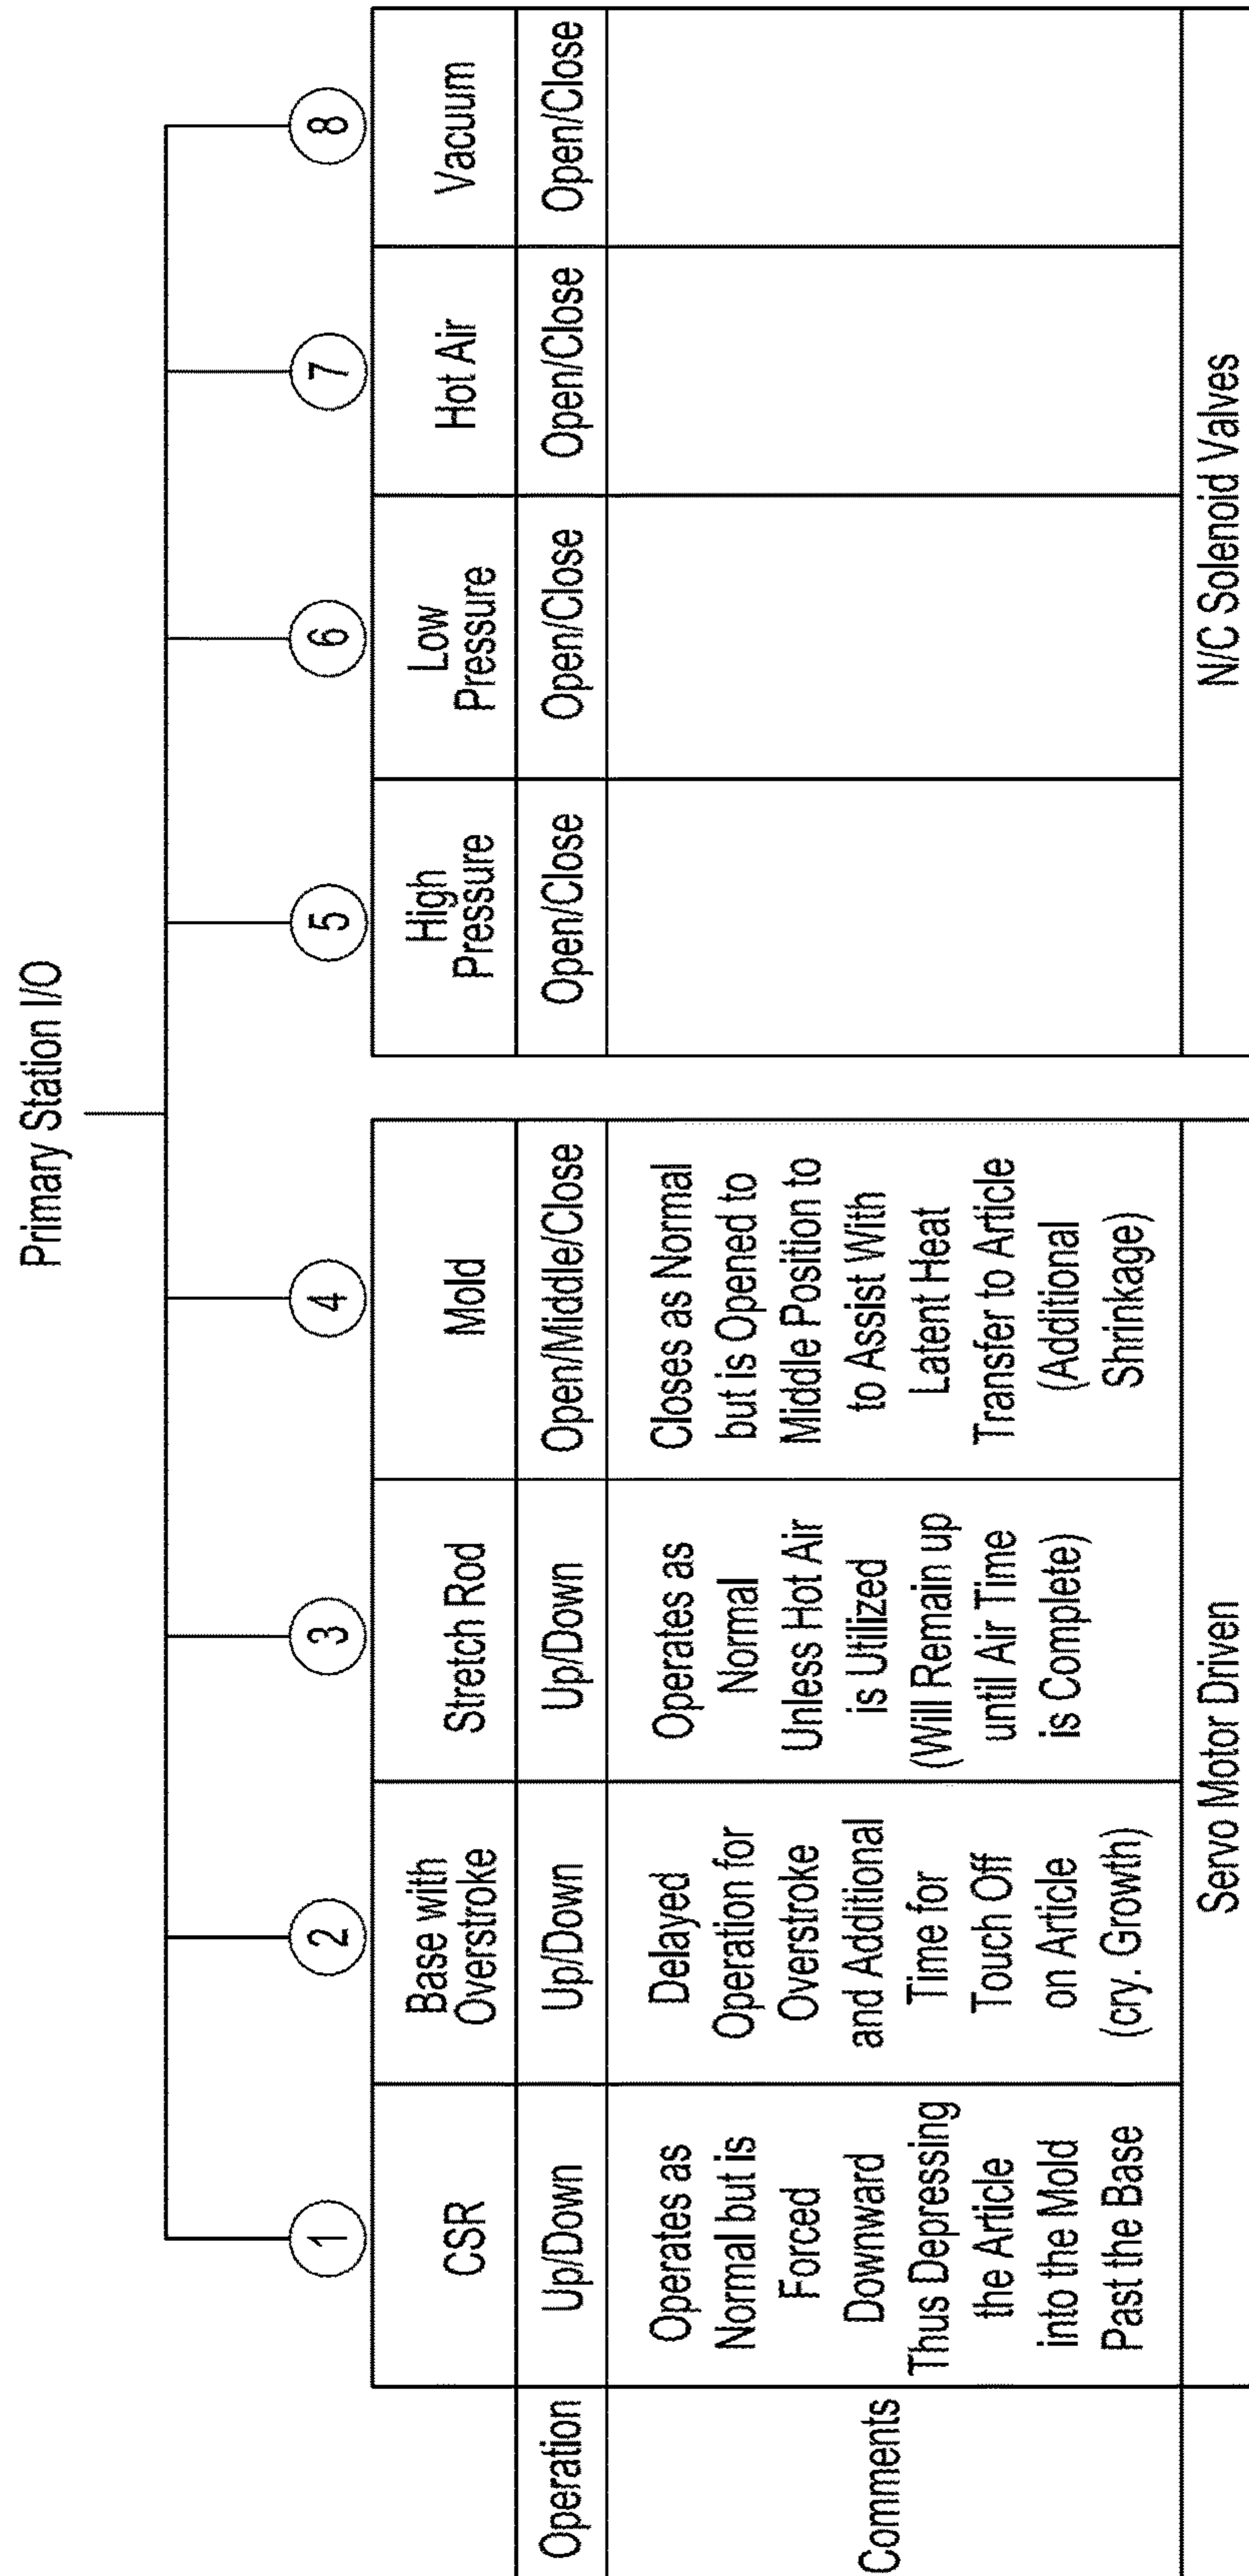 Primary Station I/O
1
2
3
4
5
6
7
8
CSR
Base with
Overstroke
Stretch Rod
Mold
High
Pressure
Low
Pressure
Hot Air
Vacuum
Operation
Up/Down
Up/Down
Up/Down
Open/Middle/Close
Open/Close
Open/Close
Open/Close
Open/Close
Comments
Operates as
Normal but is
Forced
Downward
Thus Depressing
the Article
into the Mold
Past the Base
Delayed
Operation for
Overstroke
and Additional
Time for
Touch Off
on Article
(cry. Growth)
Operates as
Normal
Unless Hot Air
is Utilized
(Will Remain up
until Air Time
is Complete)
Closes as Normal
but is Opened to
Middle Position to
to Assist With
Latent Heat
Transfer to Article
(Additional
Shrinkage)
Servo Motor Driven
N/C Solenoid Valves